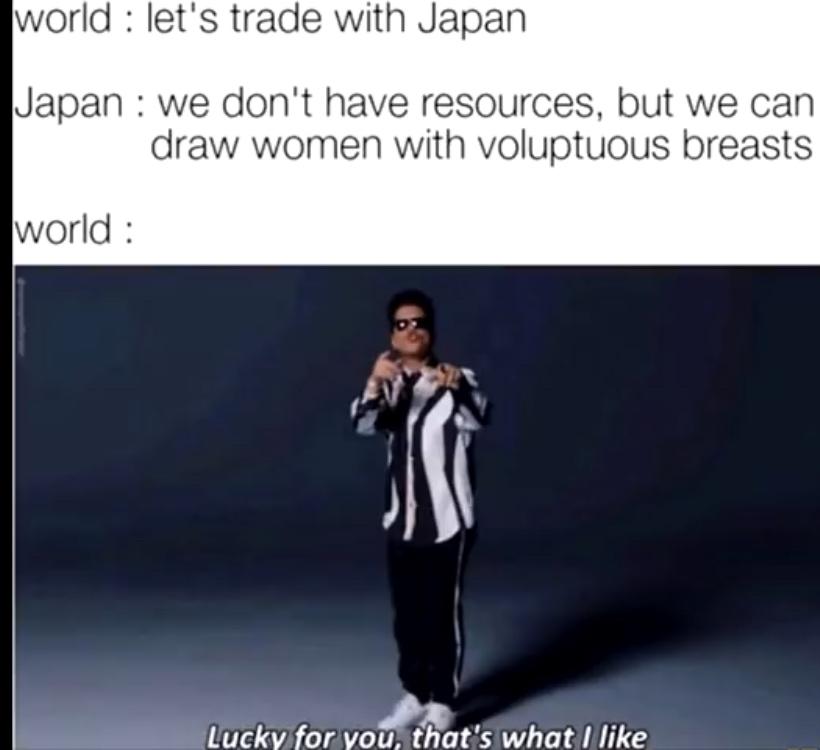 world : let's trade with Japan
Japan : we don't have resources, but we can
draw women with voluptuous breasts
world :
Lucky for you, that's what I like